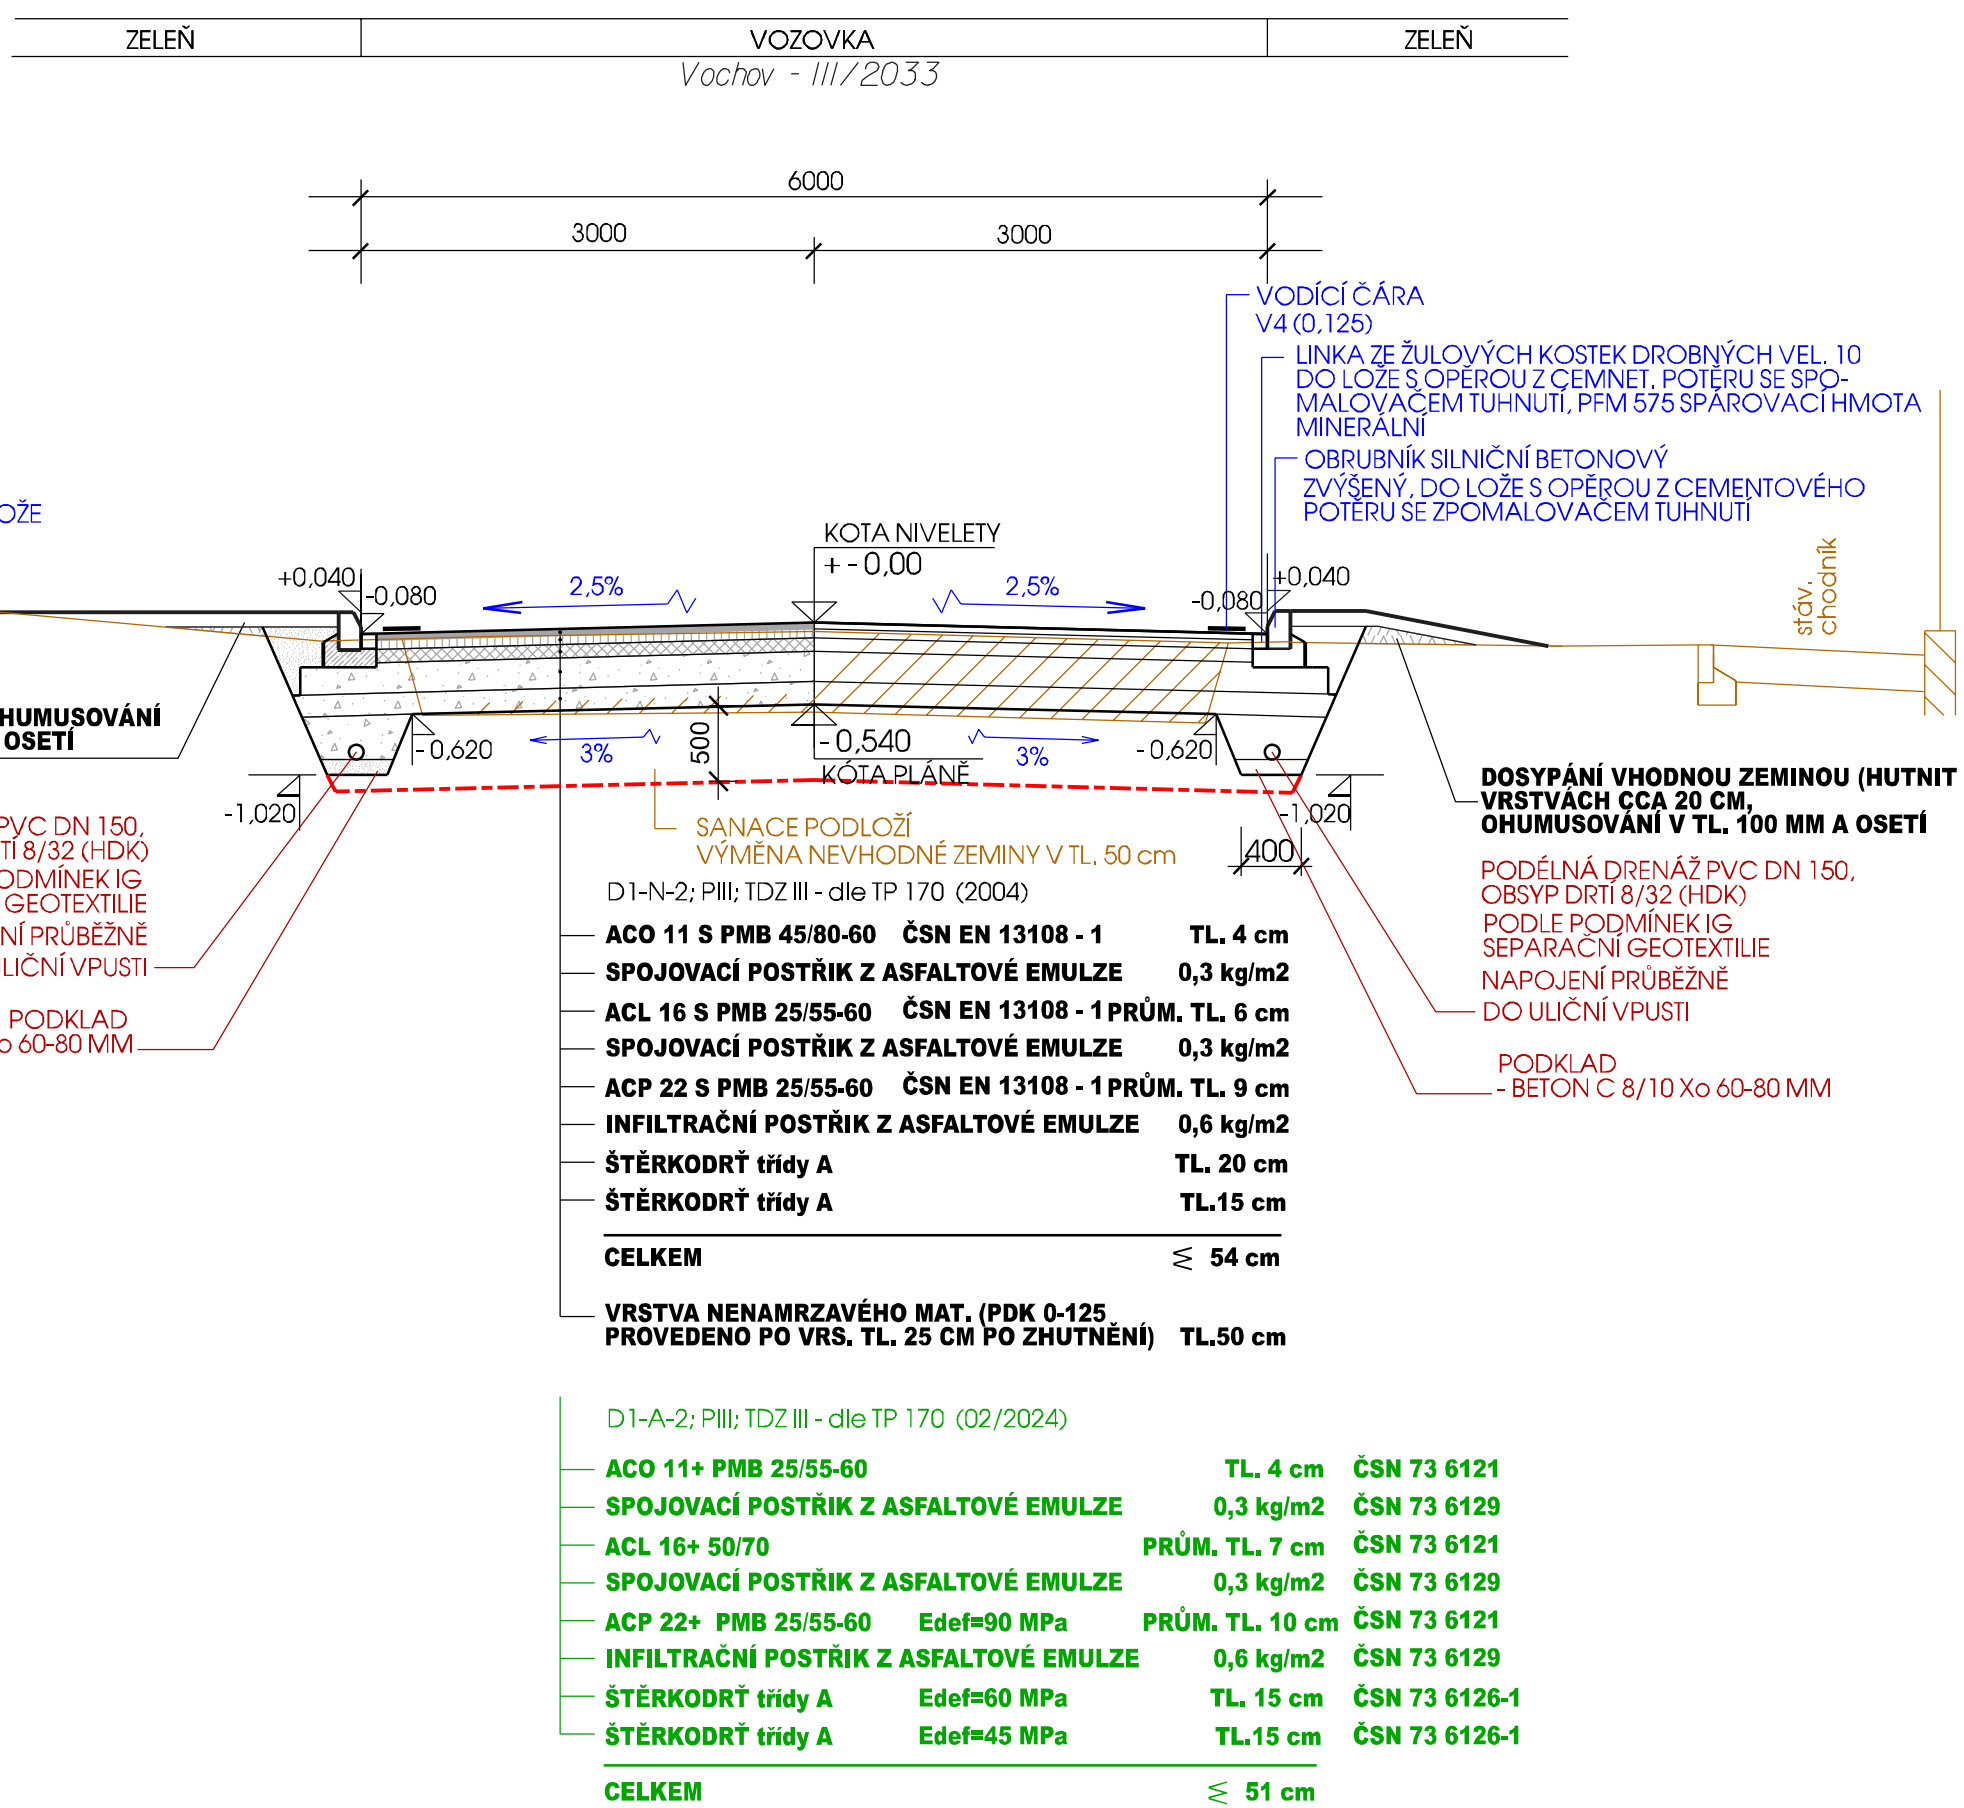 ZELEŇ
VOZOVKA
ZELEŇ
Vochov - III/2033
6000
3000
3000
VODÍCÍ ČÁRA
V4 (0,125)
LINKA ZE ŽULOVÝCH KOSTEK DROBNÝCH VEL. 10
DO LOŽE S OPĚROU Z CEMNET. POTĚRU SE SPO-
MALOVAČEM TUHNUTÍ, PFM 575 SPÁROVACÍ HMOTA
MINERÁLNÍ
OBRUBNÍK SILNIČNÍ BETONOVÝ
ZVÝŠENÝ, DO LOŽE S OPĚROU Z CEMENTOVÉHO
POTĚRU SE ZPOMALOVAČEM TUHNUTÍ
OŽE
KOTA NIVELETY
+ - 0,00
+0,040
-0,080
2,5%
2,5%
-0,080
+0,040
stáv.
chodník
HUMUSOVÁNÍ
OSETÍ
- 0,620
3%
500
- 0,540
KÓTA PLÁNĚ
3%
- 0,620
-1,020
-1,020
400
DOSYPÁNÍ VHODNOU ZEMINOU (HUTNIT
VRSTVÁCH CCA 20 CM,
OHUMUSOVÁNÍ V TL. 100 MM A OSETÍ
SANACE PODLOŽÍ
VÝMĚNA NEVHODNÉ ZEMINY V TL. 50 cm
PVC DN 150,
TÍ 8/32 (HDK)
ODMÍNEK IG
GEOTEXTILIE
NÍ PRŮBĚŽNĚ
ULIČNÍ VPUSTI
PODKLAD
o 60-80 MM
PODÉLNÁ DRENÁŽ PVC DN 150,
OBSYP DRTÍ 8/32 (HDK)
PODLE PODMÍNEK IG
SEPARAČNÍ GEOTEXTILIE
NAPOJENÍ PRŮBĚŽNĚ
DO ULIČNÍ VPUSTI
PODKLAD
- BETON C 8/10 Xo 60-80 MM
D1-N-2; PIII; TDZ III - dle TP 170 (2004)
ACO 11 S PMB 45/80-60 ČSN EN 13108 - 1 TL. 4 cm
SPOJOVACÍ POSTŘIK Z ASFALTOVÉ EMULZE 0,3 kg/m2
ACL 16 S PMB 25/55-60 ČSN EN 13108 - 1 PRŮM. TL. 6 cm
SPOJOVACÍ POSTŘIK Z ASFALTOVÉ EMULZE 0,3 kg/m2
ACP 22 S PMB 25/55-60 ČSN EN 13108 - 1 PRŮM. TL. 9 cm
INFILTRAČNÍ POSTŘIK Z ASFALTOVÉ EMULZE 0,6 kg/m2
ŠTĚRKODRŤ třídy A TL. 20 cm
ŠTĚRKODRŤ třídy A TL.15 cm
CELKEM ≶ 54 cm
VRSTVA NENAMRZAVÉHO MAT. (PDK 0-125
PROVEDENO PO VRS. TL. 25 CM PO ZHUTNĚNÍ) TL.50 cm
D1-A-2; PIII; TDZ III - dle TP 170 (02/2024)
ACO 11+ PMB 25/55-60 TL. 4 cm ČSN 73 6121
SPOJOVACÍ POSTŘIK Z ASFALTOVÉ EMULZE 0,3 kg/m2 ČSN 73 6129
ACL 16+ 50/70 PRŮM. TL. 7 cm ČSN 73 6121
SPOJOVACÍ POSTŘIK Z ASFALTOVÉ EMULZE 0,3 kg/m2 ČSN 73 6129
ACP 22+ PMB 25/55-60 Edef=90 MPa PRŮM. TL. 10 cm ČSN 73 6121
INFILTRAČNÍ POSTŘIK Z ASFALTOVÉ EMULZE 0,6 kg/m2 ČSN 73 6129
ŠTĚRKODRŤ třídy A Edef=60 MPa TL. 15 cm ČSN 73 6126-1
ŠTĚRKODRŤ třídy A Edef=45 MPa TL.15 cm ČSN 73 6126-1
CELKEM ≶ 51 cm